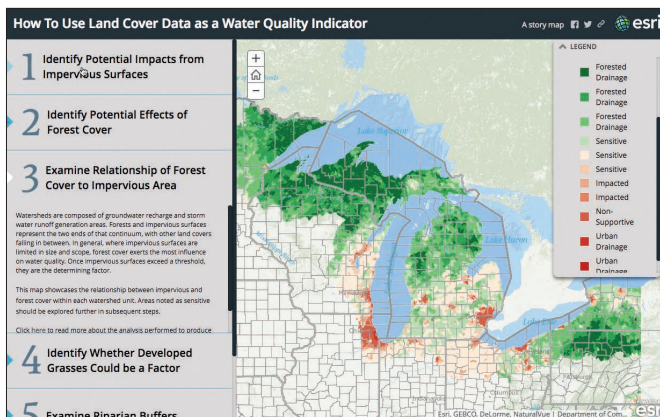 How To Use Land Cover Data as a Water Quality Indicator
A story map
esri
1
Identify Potential Impacts from
Impervious Surfaces
2
Identify Potential Effects of
Forest Cover
3
Examine Relationship of Forest
Cover to Impervious Area
Watersheds are composed of groundwater recharge and storm
water runoff generation areas. Forests and impervious surfaces
represent the two ends of that continuum, with other land covers
falling in between. In general, where impervious surfaces are
limited in size and scope, forest cover exerts the most influence
on water quality. Once impervious surfaces exceed a threshold,
they are the determining factor.
This map showcases the relationship between impervious and
forest cover within each watershed unit. Areas noted as sensitive
should be explored further in subsequent steps.
Click here to read more about the analysis performed to produce
4
Identify Whether Developed
Grasses Could be a Factor
5
Examine Riparian Buffers
+
−
Lake Superior
Lake Huron
LEGEND
Forested
Drainage
Forested
Drainage
Forested
Drainage
Sensitive
Sensitive
Sensitive
Impacted
Impacted
Non-
Supportive
Urban
Drainage
Urban
Drainage
Esri, GEBCO, DeLorme, NaturalVue | Department of Com...
esri